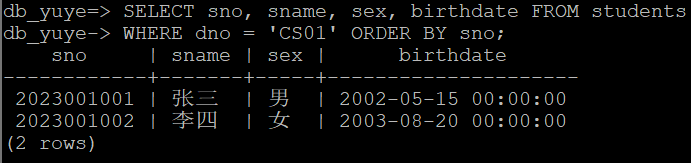 db_yuye=> SELECT sno, sname, sex, birthdate FROM students
db_yuye-> WHERE dno = 'CS01' ORDER BY sno;
sno | sname | sex | birthdate
------------+-------+-----+---------------------
2023001001 | 张三 | 男 | 2002-05-15 00:00:00
2023001002 | 李四 | 女 | 2003-08-20 00:00:00
(2 rows)